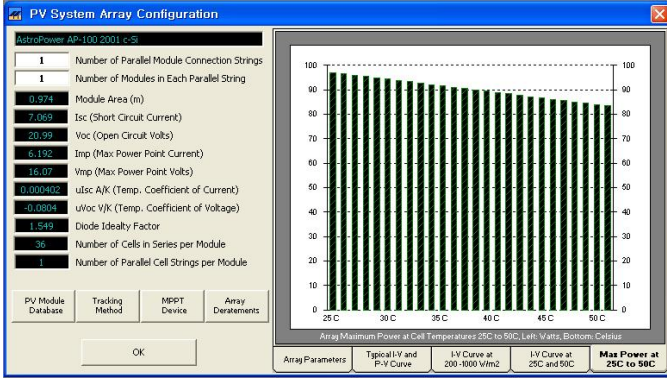 PV System Array Configuration
AstroPower AP-100 2001 c-Si
1 Number of Parallel Module Connection Strings
1 Number of Modules in Each Parallel String
0.974 Module Area (m)
7.069 Isc (Short Circuit Current)
20.99 Voc (Open Circuit Volts)
6.192 Imp (Max Power Point Current)
16.07 Vmp (Max Power Point Volts)
0.000402 uIsc A/K (Temp. Coefficient of Current)
-0.0804 uVoc V/K (Temp. Coefficient of Voltage)
1.549 Diode Idealty Factor
36 Number of Cells in Series per Module
1 Number of Parallel Cell Strings per Module
PV Module Database
Tracking Method
MPPT Device
Array Deratements
OK
100 100
90 90
80 80
70 70
60 60
50 50
40 40
30 30
20 20
10 10
0 0
25 C 30 C 35 C 40 C 45 C 50 C
Array Maximum Power at Cell Temperatures 25C to 50C, Left: Watts, Bottom: Celsius
Array Parameters
Typical I-V and P-V Curve
I-V Curve at 200 -1000 W/m2
I-V Curve at 25C and 50C
Max Power at 25C to 50C